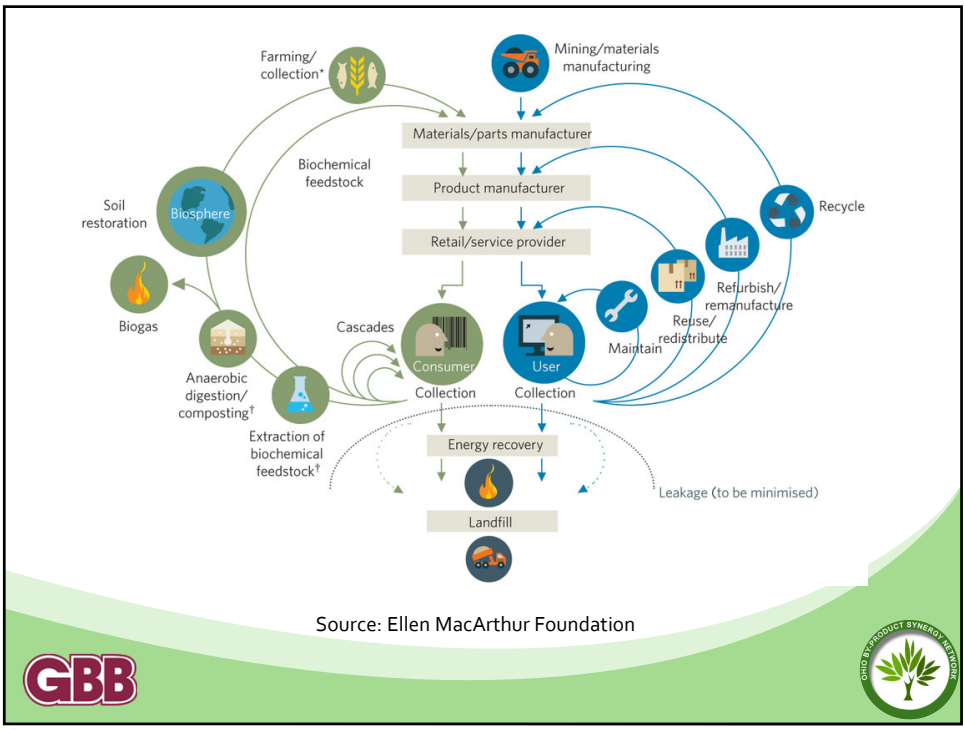 Farming/
collection*
Mining/materials
manufacturing
Materials/parts manufacturer
Biochemical
feedstock
Product manufacturer
Soil
restoration
Biosphere
Recycle
Retail/service provider
Refurbish/
remanufacture
Biogas
Reuse/
redistribute
Cascades
Maintain
Consumer
User
Anaerobic
digestion/
composting†
Collection
Collection
Extraction of
biochemical
feedstock†
Energy recovery
Leakage (to be minimised)
Landfill
Source: Ellen MacArthur Foundation
GBB
OHIO BY-PRODUCT SYNERGY NETWORK